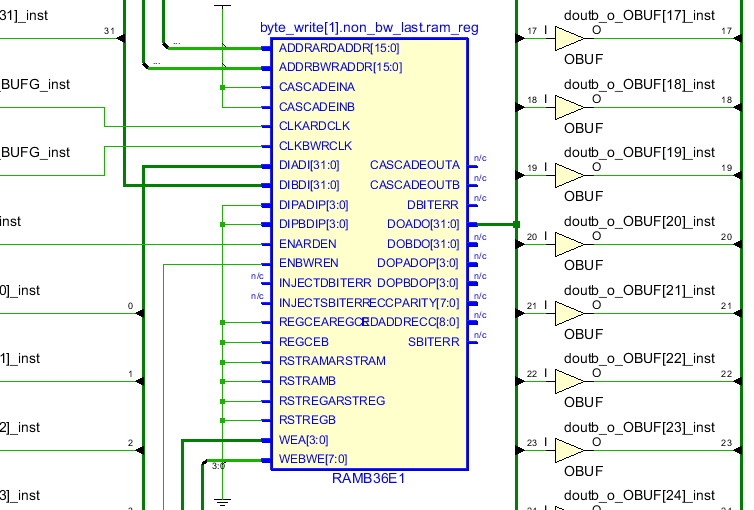 31]_inst
31
_BUFG_inst
_BUFG_inst
inst
0]_inst
0
1]_inst
1
2]_inst
2
3]_inst
3
...
...
byte_write[1].non_bw_last.ram_reg
ADDRARDADDR[15:0]
ADDRBWRADDR[15:0]
CASCADEINA
CASCADEINB
CLKARDCLK
CLKBWRCLK
DIADI[31:0] CASCADEOUTA n/c
DIBDI[31:0] CASCADEOUTB n/c
DIPADIP[3:0] DBITERR n/c
DIPBDIP[3:0] DOADO[31:0]
ENARDEN DOBDO[31:0] n/c
ENBWREN DOPADOP[3:0] n/c
n/c INJECTDBITERR DOPBDOP[3:0] n/c
n/c INJECTSBITERR ECCPARITY[7:0] n/c
REGCEAREGCE RDADDRECC[8:0] n/c
REGCEB SBITERR n/c
RSTRAMARSTRAM
RSTRAMB
RSTREGARSTREG
RSTREGB
WEA[3:0]
3:0 WEBWE[7:0]
RAMB36E1
doutb_o_OBUF[17]_inst
17 I O 17
OBUF
doutb_o_OBUF[18]_inst
18 I O 18
OBUF
doutb_o_OBUF[19]_inst
19 I O 19
OBUF
doutb_o_OBUF[20]_inst
20 I O 20
OBUF
doutb_o_OBUF[21]_inst
21 I O 21
OBUF
doutb_o_OBUF[22]_inst
22 I O 22
OBUF
doutb_o_OBUF[23]_inst
23 I O 23
OBUF
doutb_o_OBUF[24]_inst
24 I O 24